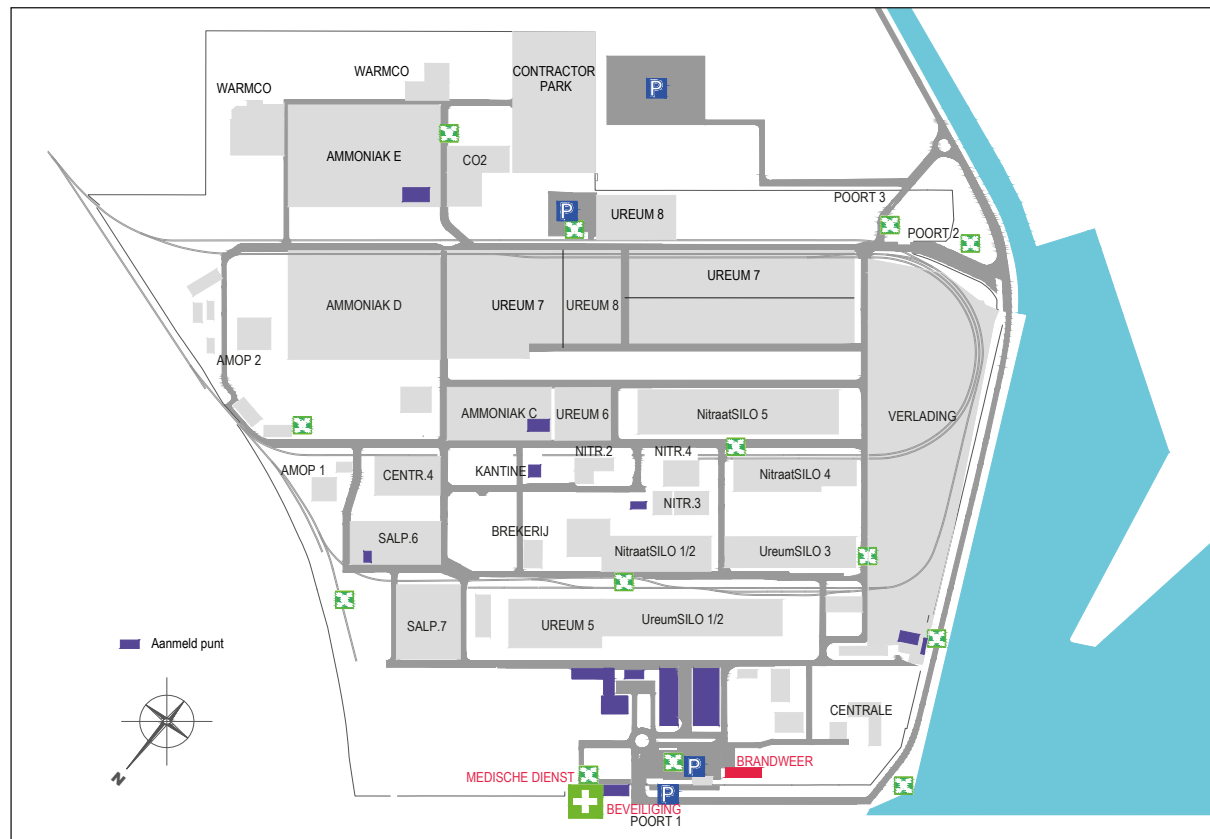 WARMCO
CONTRACTOR
PARK
P
WARMCO
AMMONIAK E
CO2
POORT 3
P
UREUM 8
POORT 2
UREUM 7
AMMONIAK D
UREUM 7
UREUM 8
AMOP 2
AMMONIAK C
UREUM 6
NitraatSILO 5
VERLADING
NITR.2
NITR.4
AMOP 1
CENTR.4
KANTINE
NitraatSILO 4
NITR.3
SALP.6
BREKERIJ
NitraatSILO 1/2
UreumSILO 3
SALP.7
UREUM 5
UreumSILO 1/2
Aanmeld punt
CENTRALE
N
BRANDWEER
P
MEDISCHE DIENST
P
BEVEILIGING
POORT 1